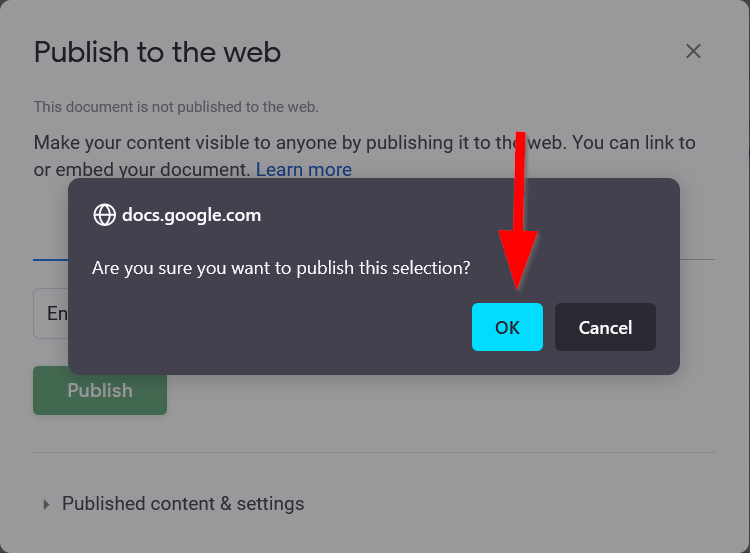 Publish to the web
This document is not published to the web.
Make your content visible to anyone by publishing it to the web. You can link to
or embed your document. Learn more
docs.google.com
Are you sure you want to publish this selection?
OK
Cancel
Publish
Published content & settings